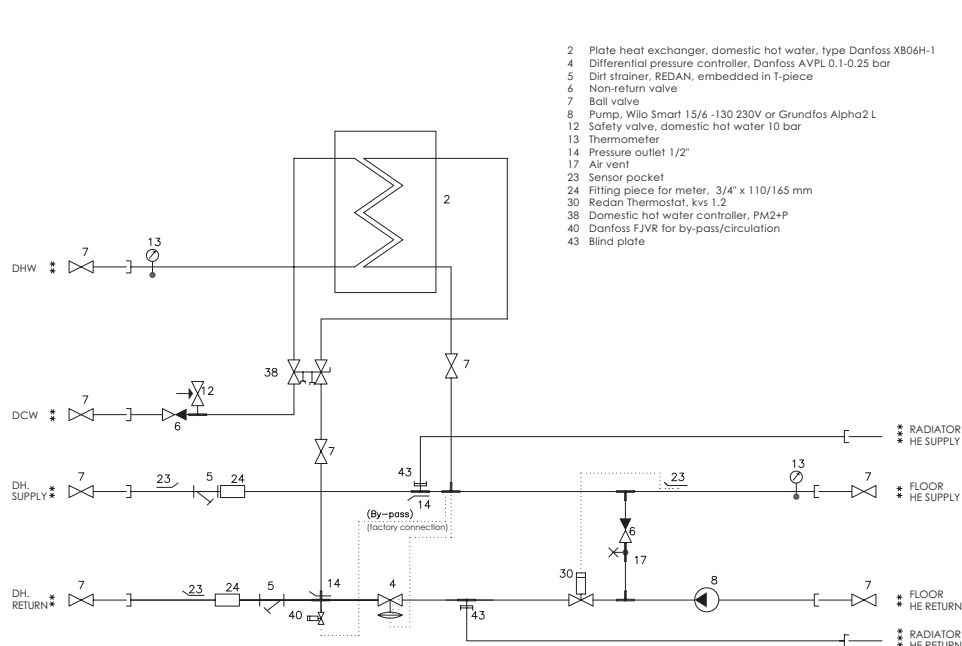 2 Plate heat exchanger, domestic hot water, type Danfoss XB06H-1
4 Differential pressure controller, Danfoss AVPL 0.1-0.25 bar
5 Dirt strainer, REDAN, embedded in T-piece
6 Non-return valve
7 Ball valve
8 Pump, Wilo Smart 15/6 -130 230V or Grundfos Alpha2 L
12 Safety valve, domestic hot water 10 bar
13 Thermometer
14 Pressure outlet 1/2"
17 Air vent
23 Sensor pocket
24 Fitting piece for meter, 3/4" x 110/165 mm
30 Redan Thermostat, kvs 1.2
38 Domestic hot water controller, PM2+P
40 Danfoss FJVR for by-pass/circulation
43 Blind plate
2
7 13
DHW **
38 7
7 12
DCW **
6
7
*** RADIATOR
HE SUPPLY
7 23 5 24 43 23 13 7
DH.
SUPPLY **
14
** FLOOR
HE SUPPLY
(By-pass)
(factory connection)
6
17
7 23 24 5 14 4 30 8 7
DH.
RETURN **
40 43
** FLOOR
HE RETURN
*** RADIATOR
HE RETURN